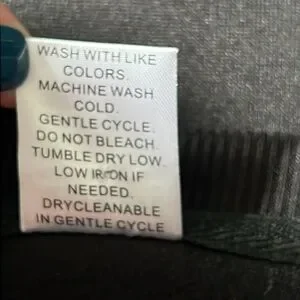 WASH WITH LIKE
COLORS.
MACHINE WASH
COLD.
GENTLE CYCLE.
DO NOT BLEACH.
TUMBLE DRY LOW.
LOW IRON IF
NEEDED.
DRYCLEANABLE
IN GENTLE CYCLE